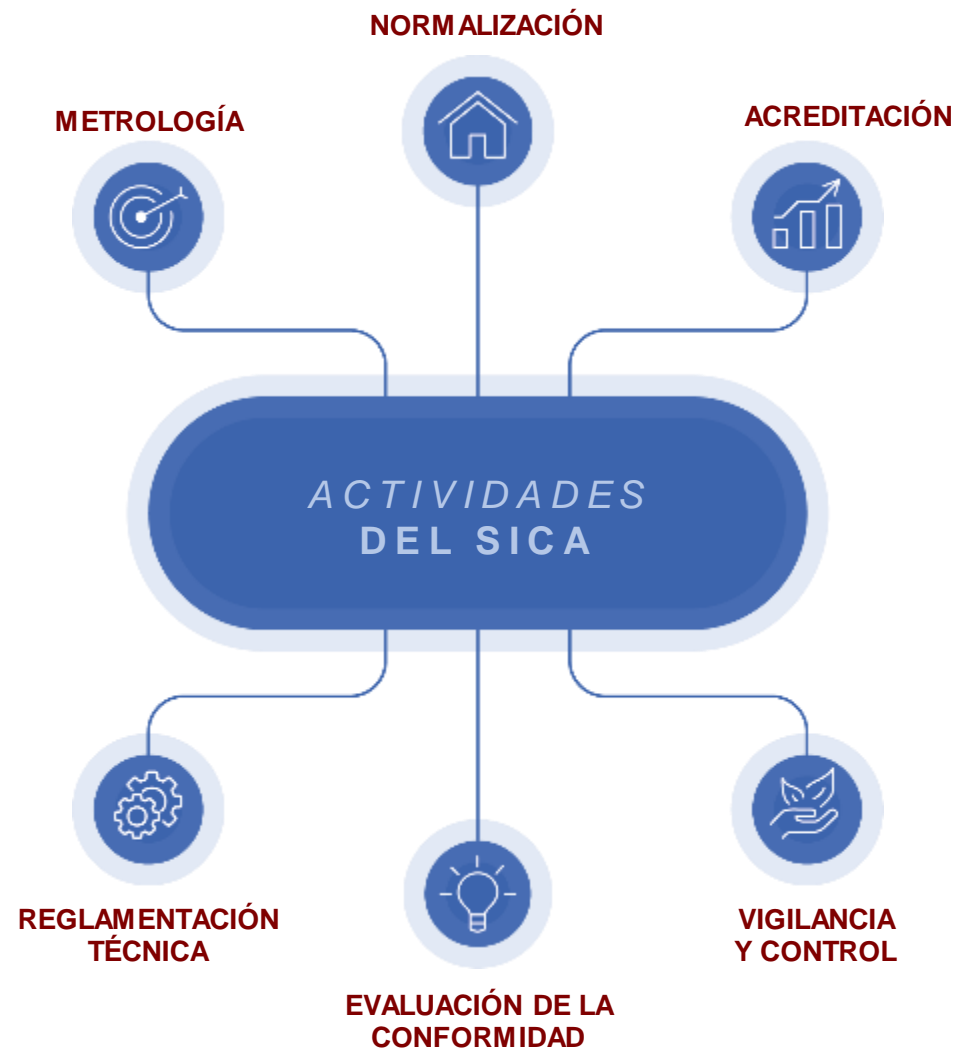 NORMALIZACIÓN
METROLOGÍA
ACREDITACIÓN
ACTIVIDADES
DEL SICA
REGLAMENTACIÓN
TÉCNICA
VIGILANCIA
Y CONTROL
EVALUACIÓN DE LA
CONFORMIDAD